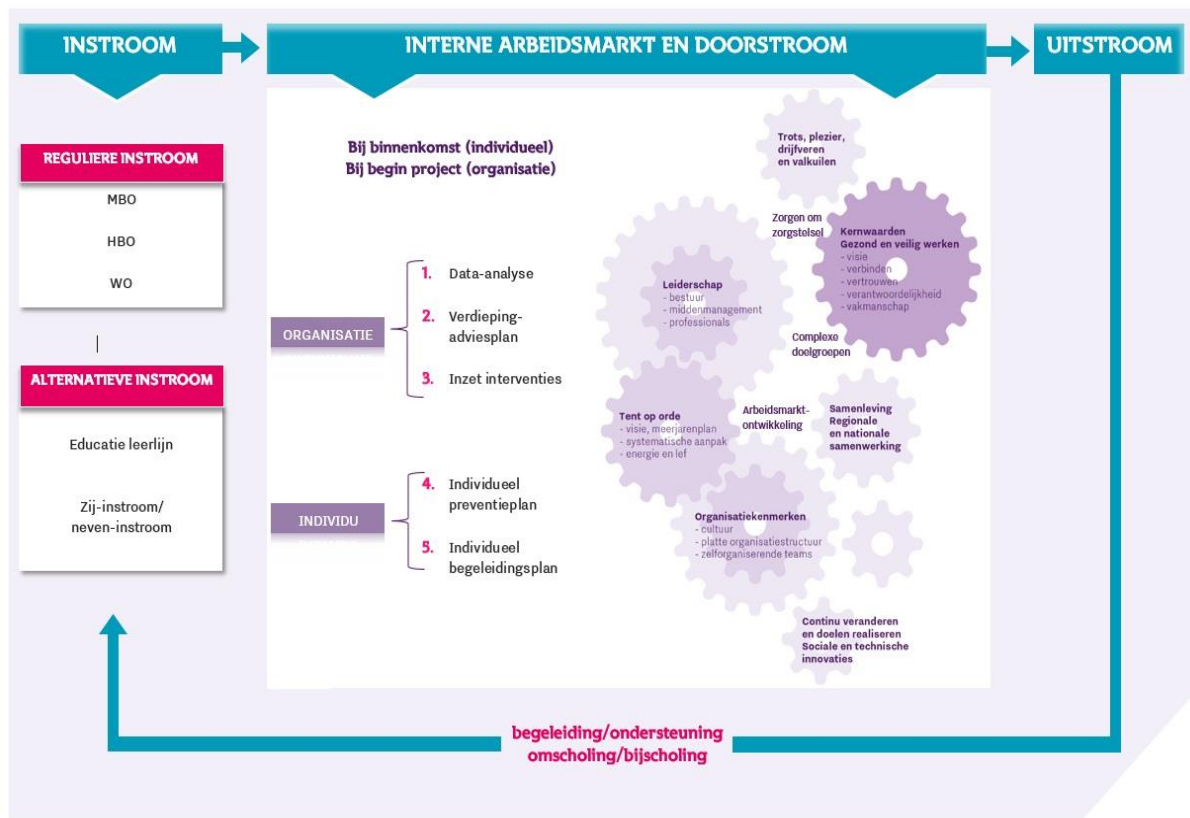 INSTROOM
INTERNE ARBEIDSMARKT EN DOORSTROOM
UITSTROOM
REGULIERE INSTROOM
MBO
HBO
WO
ALTERNATIEVE INSTROOM
Educatie leerlijn
Zij-instroom/
neven-instroom
Bij binnenkomst (individueel)
Bij begin project (organisatie)
ORGANISATIE
1. Data-analyse
2. Verdieping-
adviesplan
3. Inzet interventies
INDIVIDU
4. Individueel
preventieplan
5. Individueel
begeleidingsplan
Trots, plezier,
drijfveren
en valkuilen
Zorgen om
zorgstelsel
Kernwaarden
Gezond en veilig werken
- visie
- verbinden
- vertrouwen
- verantwoordelijkheid
- vakmanschap
Leiderschap
- bestuur
- middenmanagement
- professionals
Complexe
doelgroepen
Tent op orde
- visie, meerjarenplan
- systematische aanpak
- energie en lef
Arbeidsmarkt-
ontwikkeling
Samenleving
Regionale
en nationale
samenwerking
Organisatiekenmerken
- cultuur
- platte organisatiestructuur
- zelforganiserende teams
Continu veranderen
en doelen realiseren
Sociale en technische
innovaties
begeleiding/ondersteuning
omscholing/bijscholing